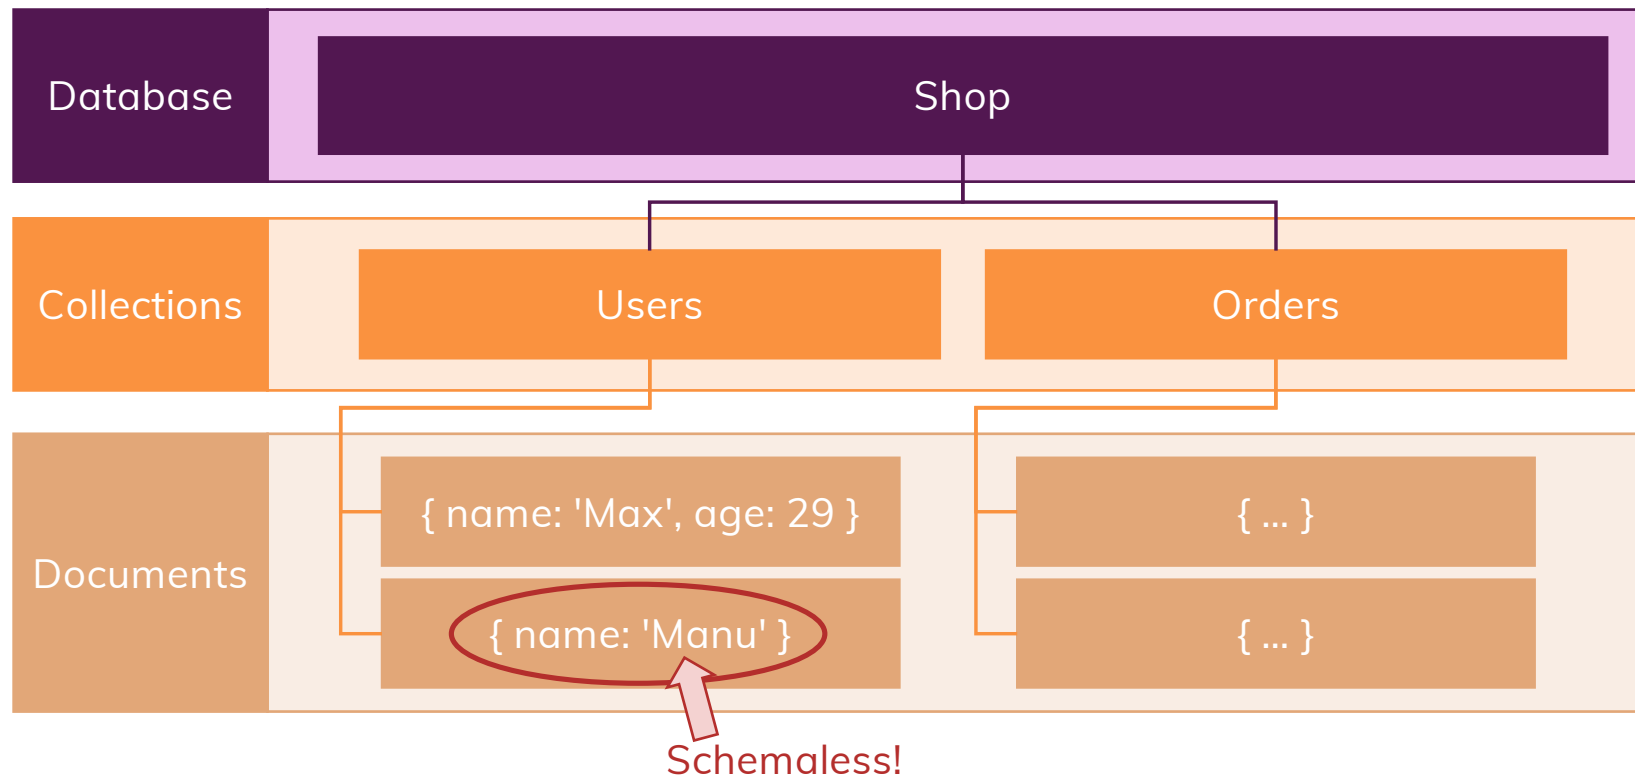 Database
Shop
Collections
Users
Orders
Documents
{ name: 'Max', age: 29 }
{ ... }
{ name: 'Manu' }
{ ... }
Schemaless!